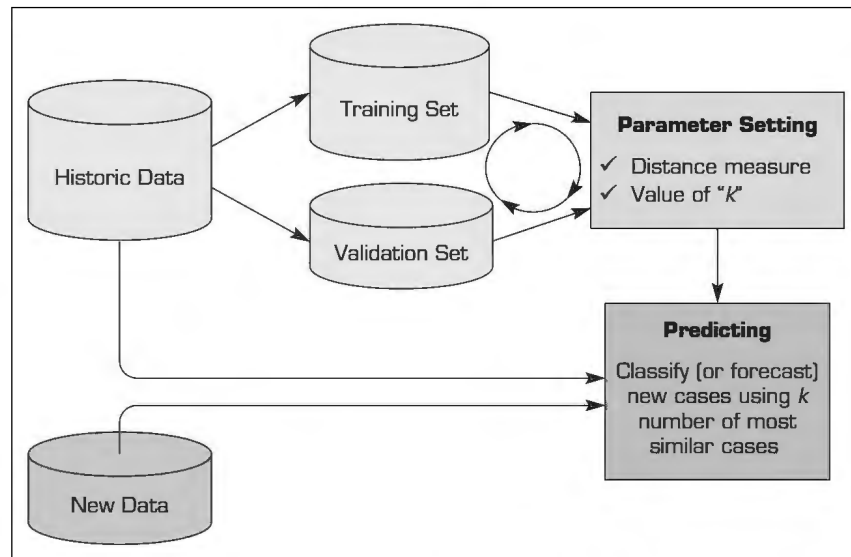 Historic Data
Training Set
Validation Set
Parameter Setting
✓ Distance measure
✓ Value of "k"
Predicting
Classify (or forecast)
new cases using k
number of most
similar cases
New Data